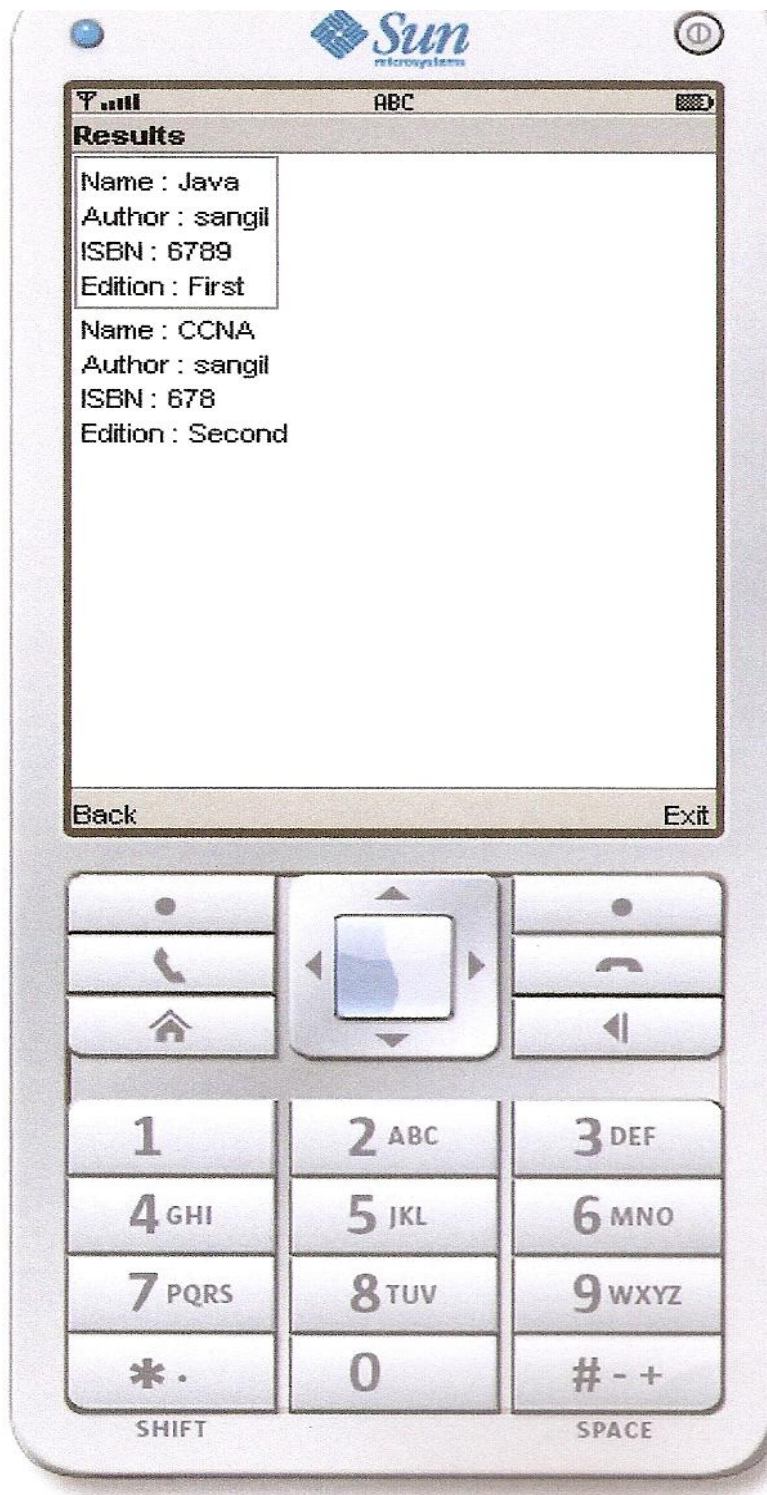 Sun
microsystems
ABC
Results
Name : Java
Author : sangil
ISBN : 6789
Edition : First
Name : CCNA
Author : sangil
ISBN : 678
Edition : Second
Back Exit
1 2 ABC 3 DEF
4 GHI 5 JKL 6 MNO
7 PQRS 8 TUV 9 WXYZ
* . 0 # - +
SHIFT SPACE